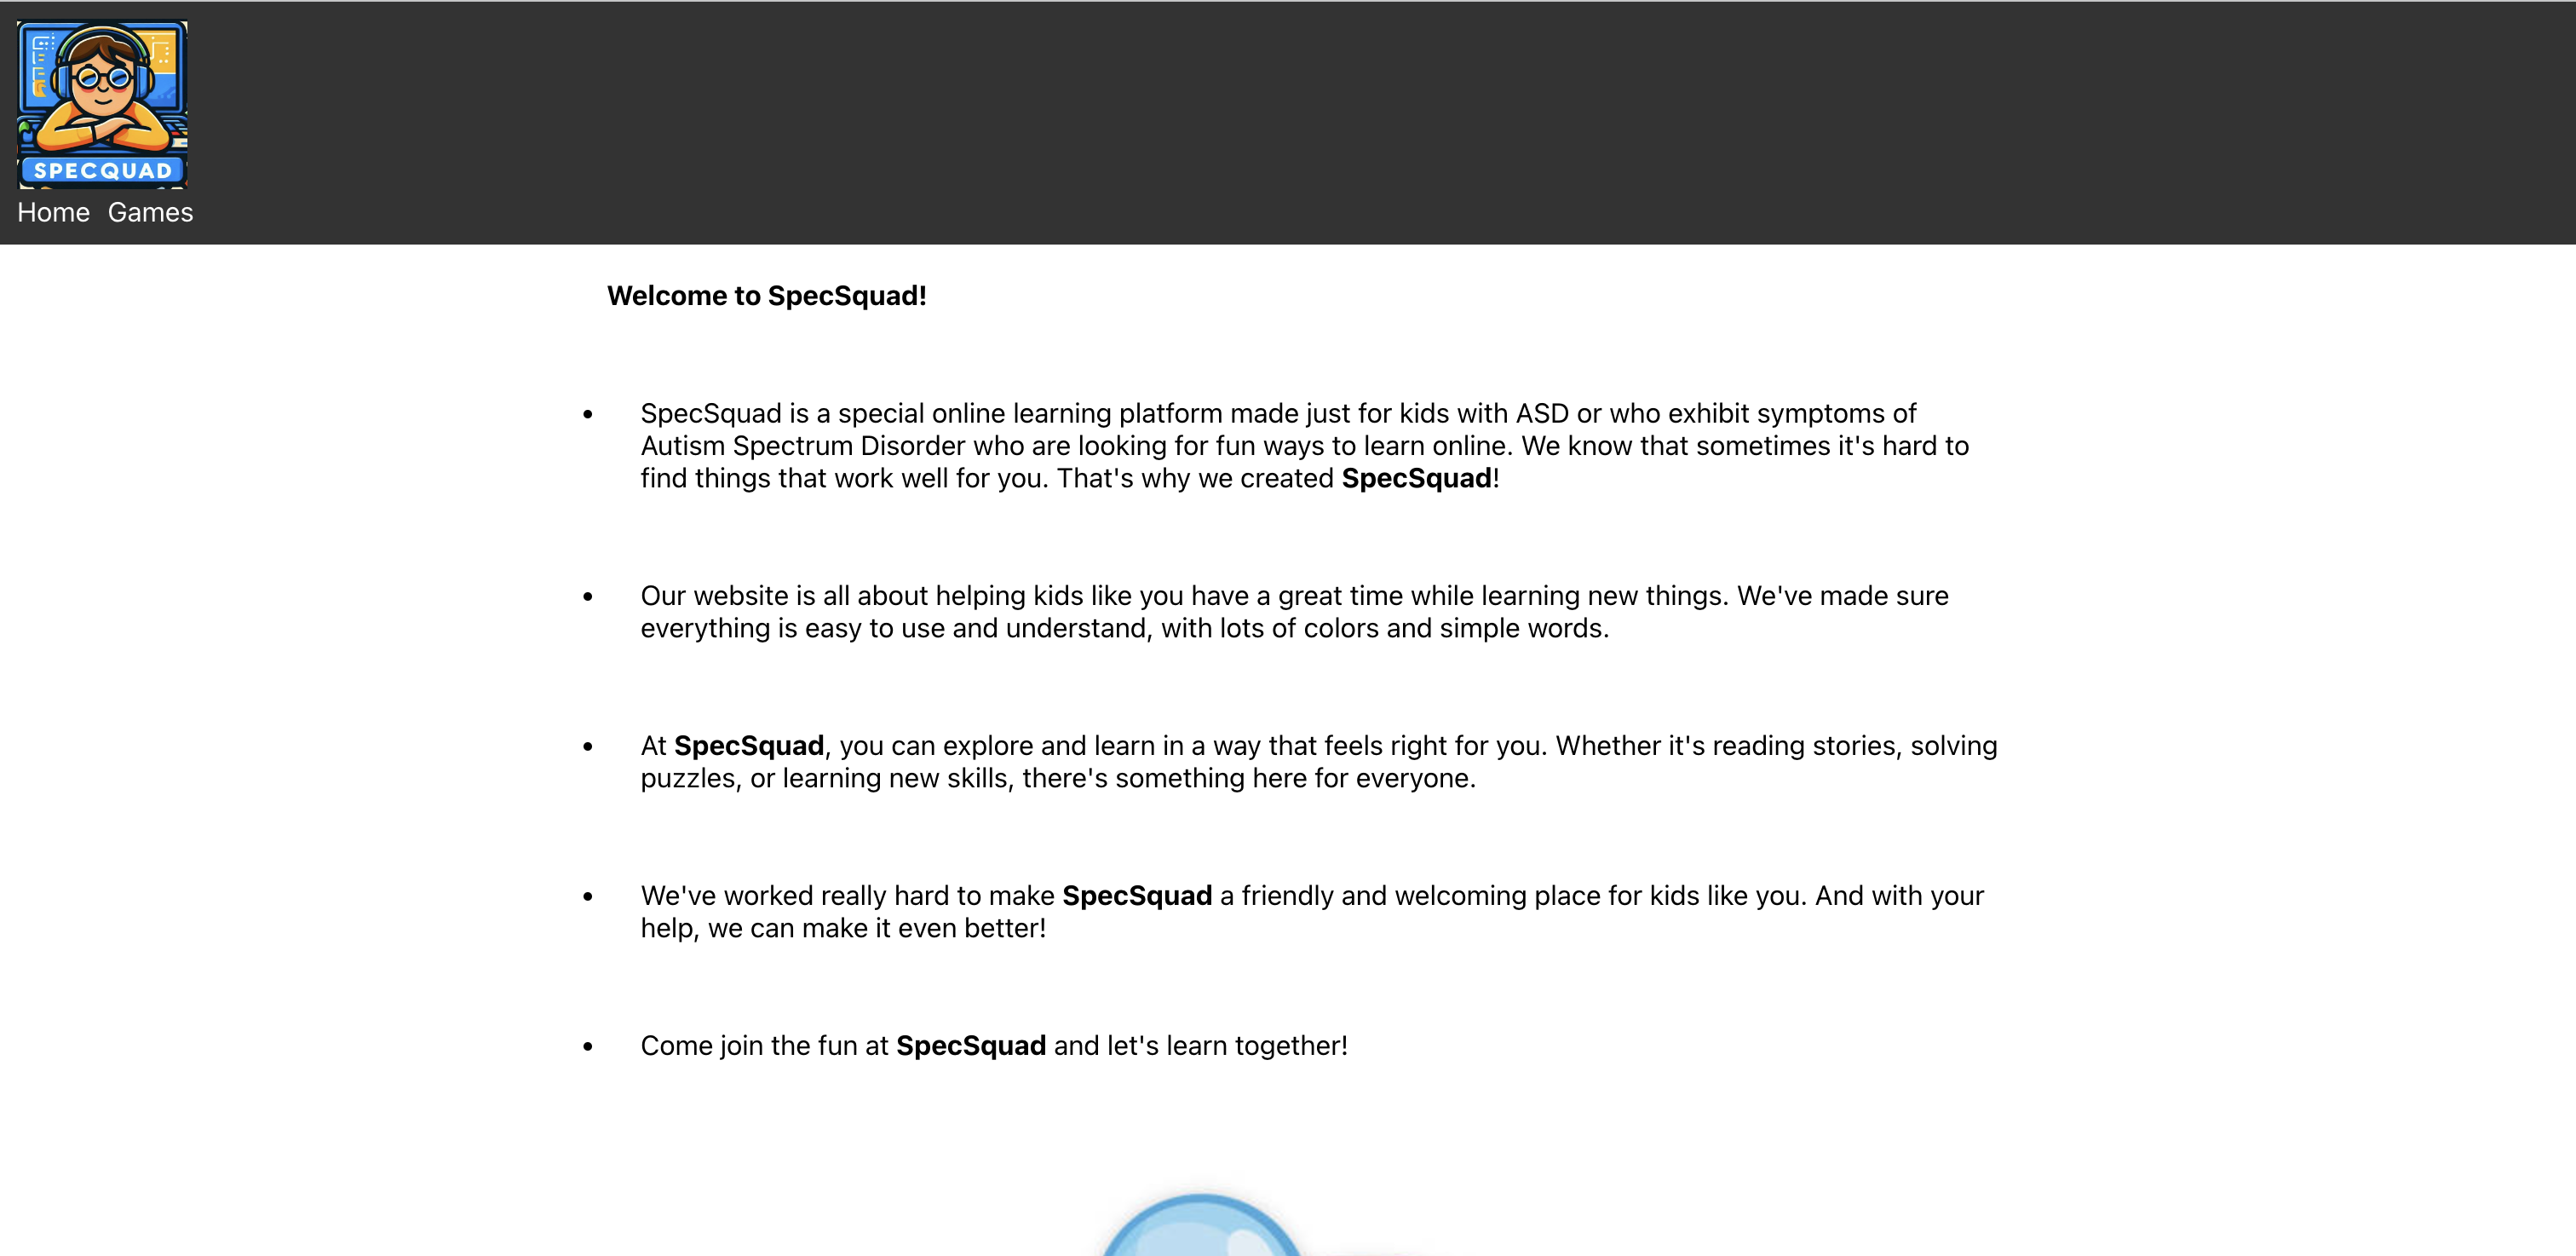 SPECQUAD
Home Games
Welcome to SpecSquad!
• SpecSquad is a special online learning platform made just for kids with ASD or who exhibit symptoms of
Autism Spectrum Disorder who are looking for fun ways to learn online. We know that sometimes it's hard to
find things that work well for you. That's why we created SpecSquad!
• Our website is all about helping kids like you have a great time while learning new things. We've made sure
everything is easy to use and understand, with lots of colors and simple words.
• At SpecSquad, you can explore and learn in a way that feels right for you. Whether it's reading stories, solving
puzzles, or learning new skills, there's something here for everyone.
• We've worked really hard to make SpecSquad a friendly and welcoming place for kids like you. And with your
help, we can make it even better!
• Come join the fun at SpecSquad and let's learn together!